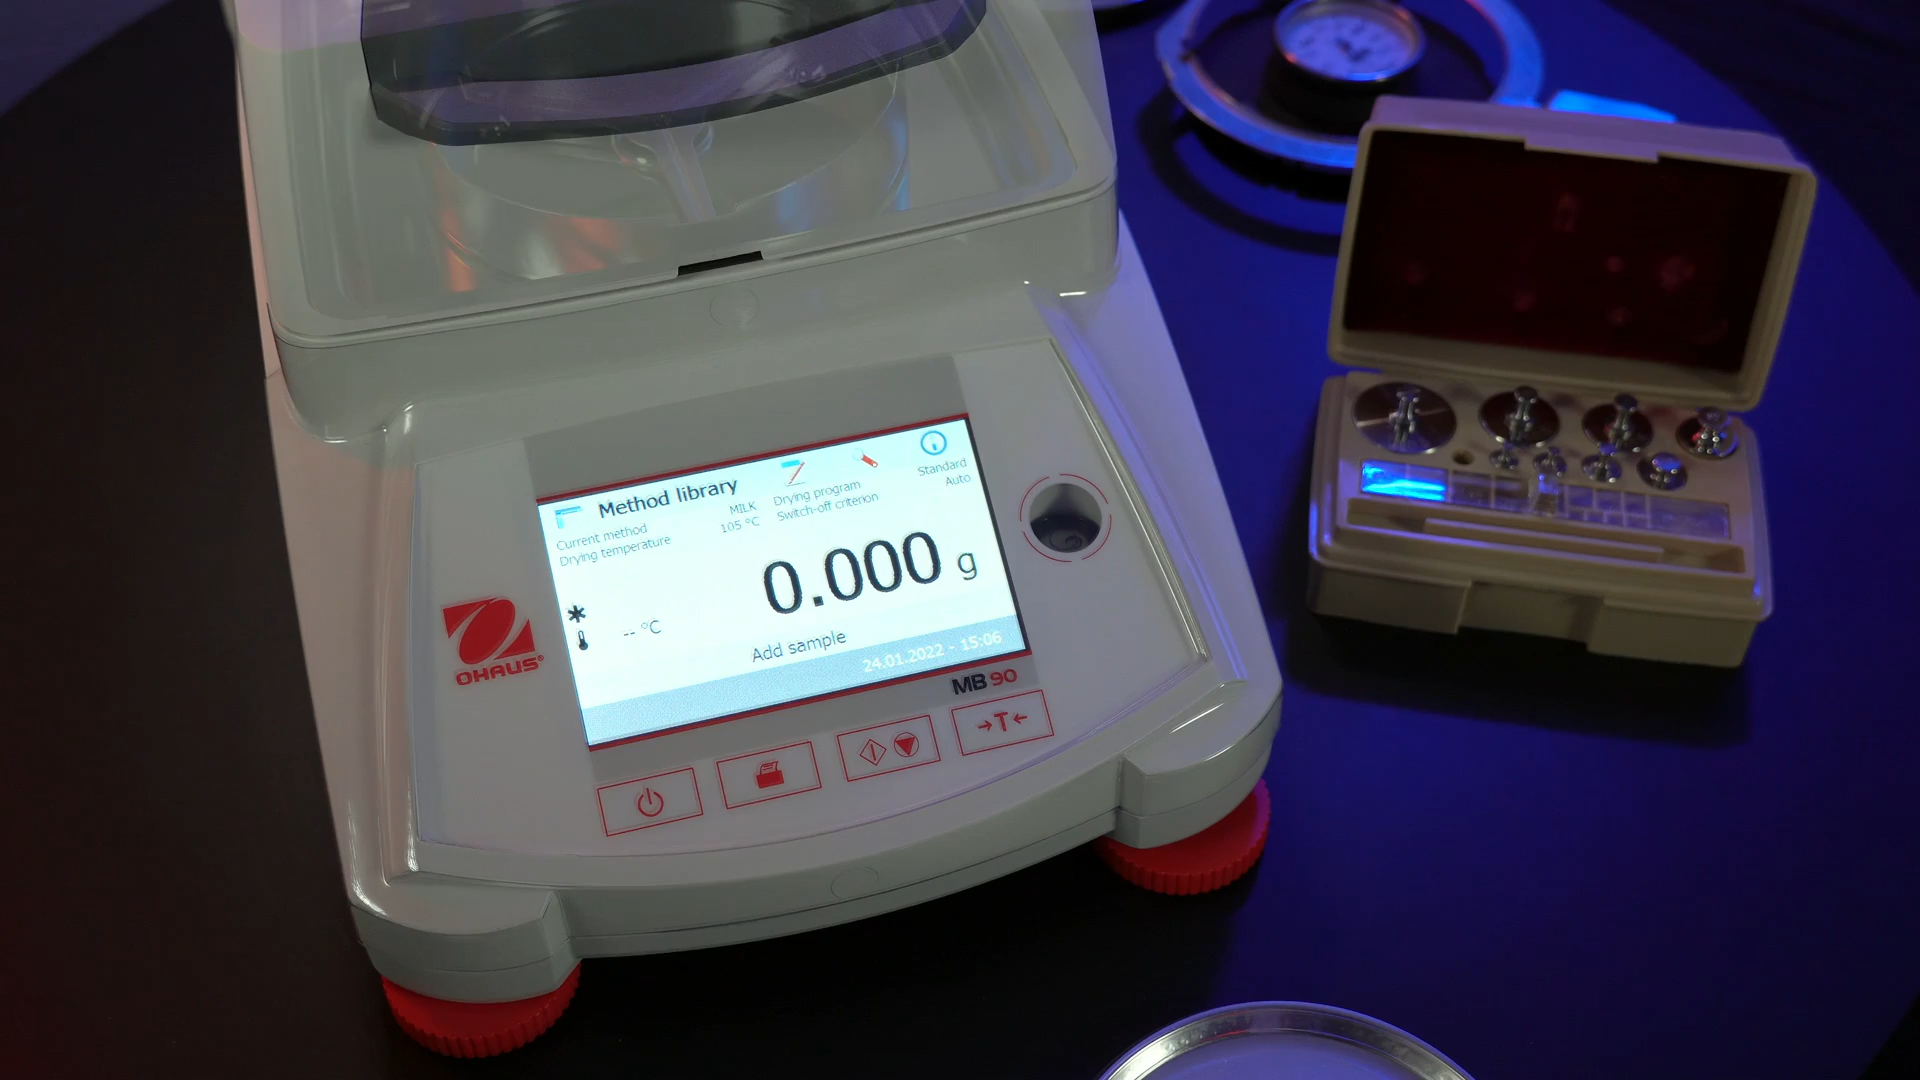 Method library
Current method MILK
Drying temperature 105 °C
Drying program Standard
Switch-off criterion Auto
0.000 g
-- °C
Add sample
24.01.2022 - 15:06
OHAUS®
MB 90
→T←